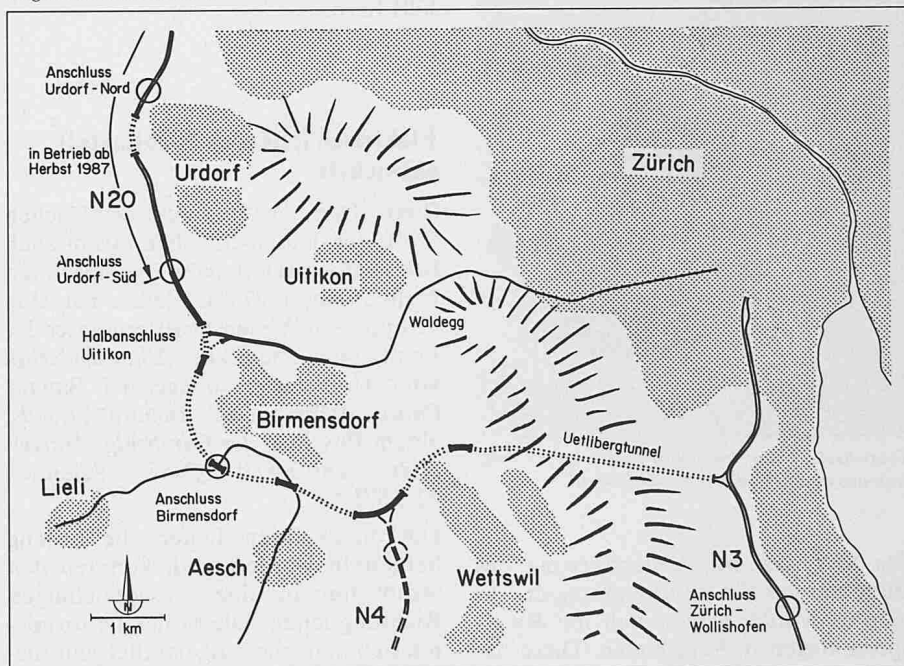 Anschluss
Urdorf-Nord
in Betrieb ab
Herbst 1987
N20
Urdorf
Zürich
Anschluss
Urdorf-Süd
Uitikon
Halbanschluss
Uitikon
Waldegg
Birmensdorf
Uetlibergtunnel
Lieli
Anschluss
Birmensdorf
Aesch
Wettswil
N3
N4
Anschluss
Zürich-
Wollishofen
N
1 km